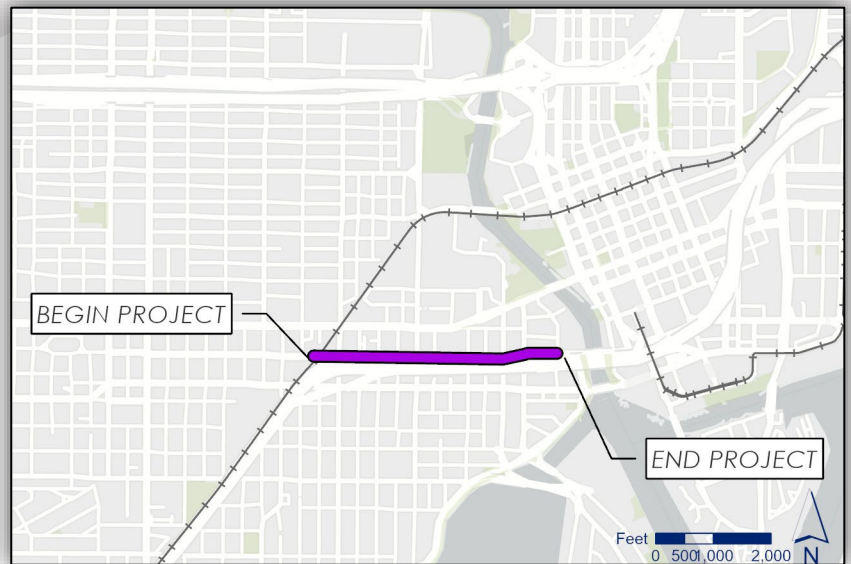 BEGIN PROJECT
END PROJECT
Feet
0 500 1,000 2,000
N